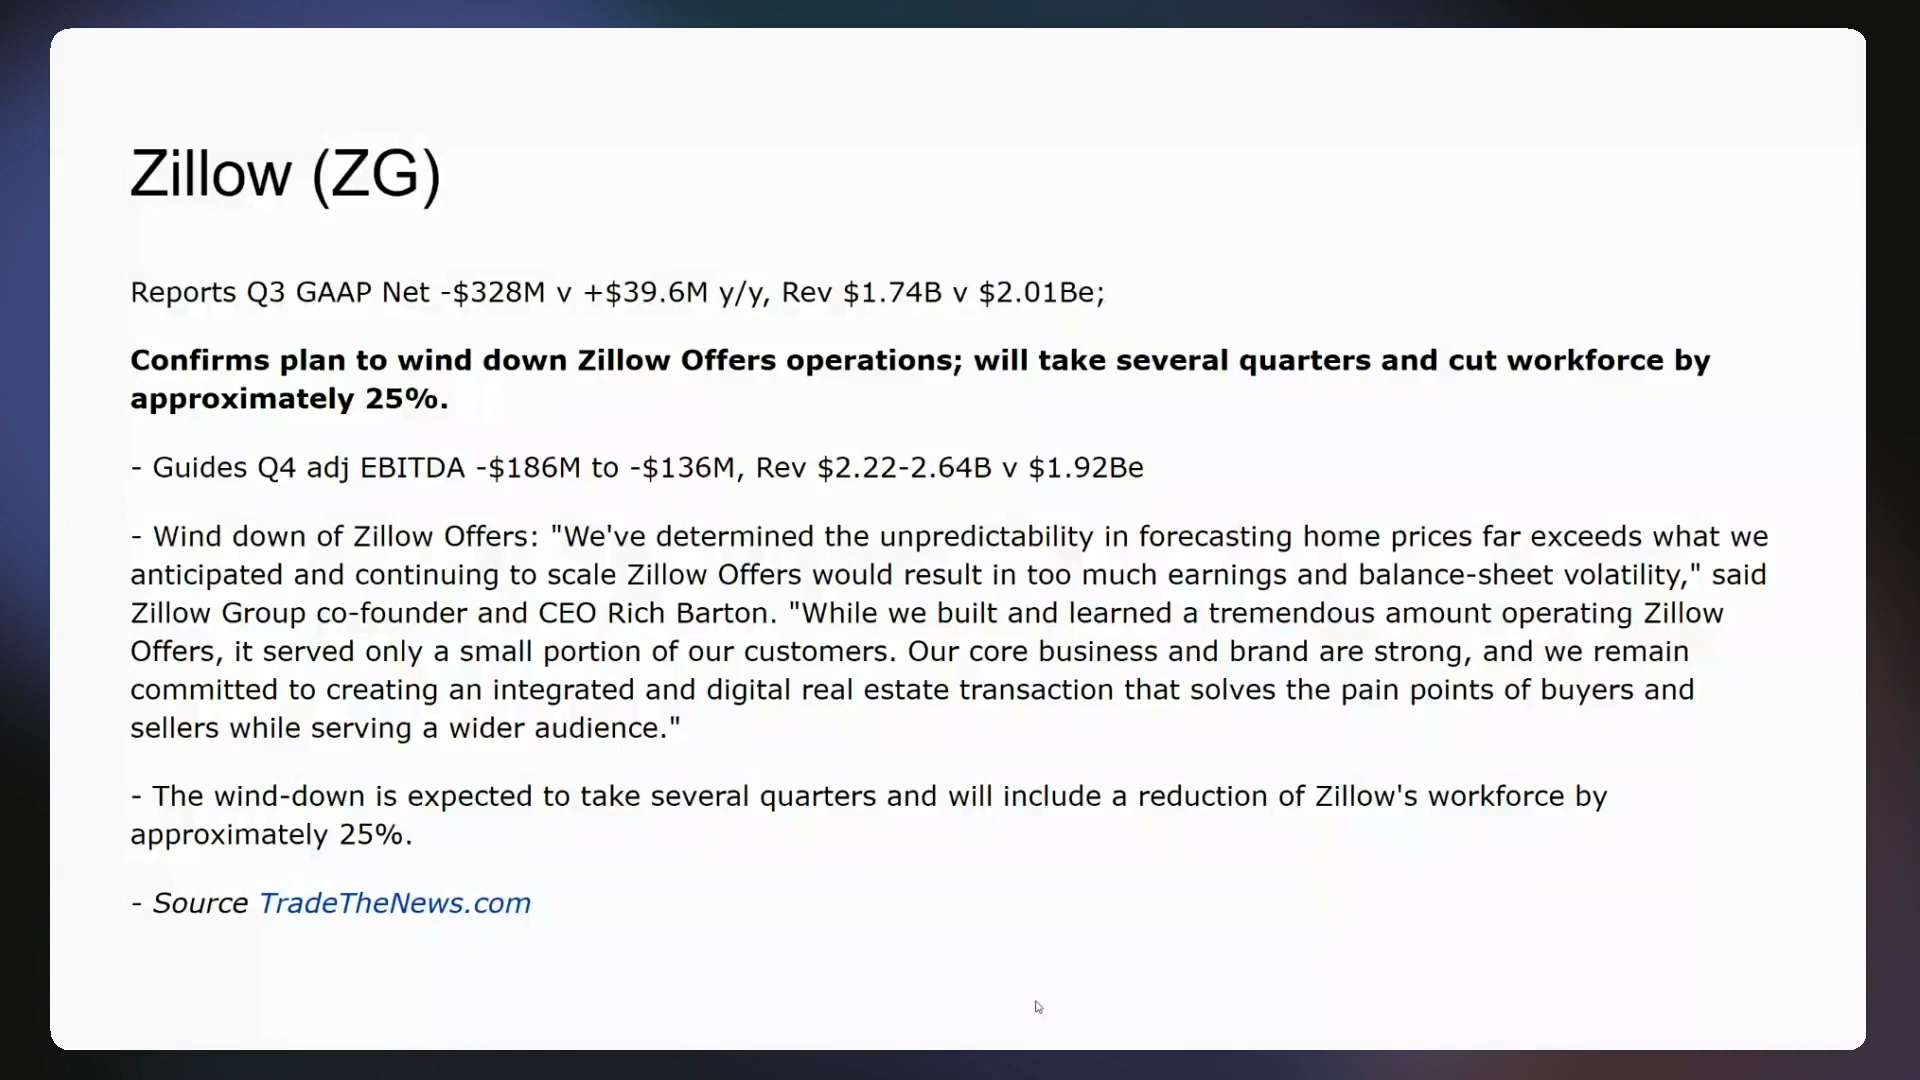 Zillow (ZG)
Reports Q3 GAAP Net -$328M v +$39.6M y/y, Rev $1.74B v $2.01Be;
Confirms plan to wind down Zillow Offers operations; will take several quarters and cut workforce by
approximately 25%.
- Guides Q4 adj EBITDA -$186M to -$136M, Rev $2.22-2.64B v $1.92Be
- Wind down of Zillow Offers: "We've determined the unpredictability in forecasting home prices far exceeds what we
anticipated and continuing to scale Zillow Offers would result in too much earnings and balance-sheet volatility," said
Zillow Group co-founder and CEO Rich Barton. "While we built and learned a tremendous amount operating Zillow
Offers, it served only a small portion of our customers. Our core business and brand are strong, and we remain
committed to creating an integrated and digital real estate transaction that solves the pain points of buyers and
sellers while serving a wider audience."
- The wind-down is expected to take several quarters and will include a reduction of Zillow's workforce by
approximately 25%.
- Source TradeTheNews.com